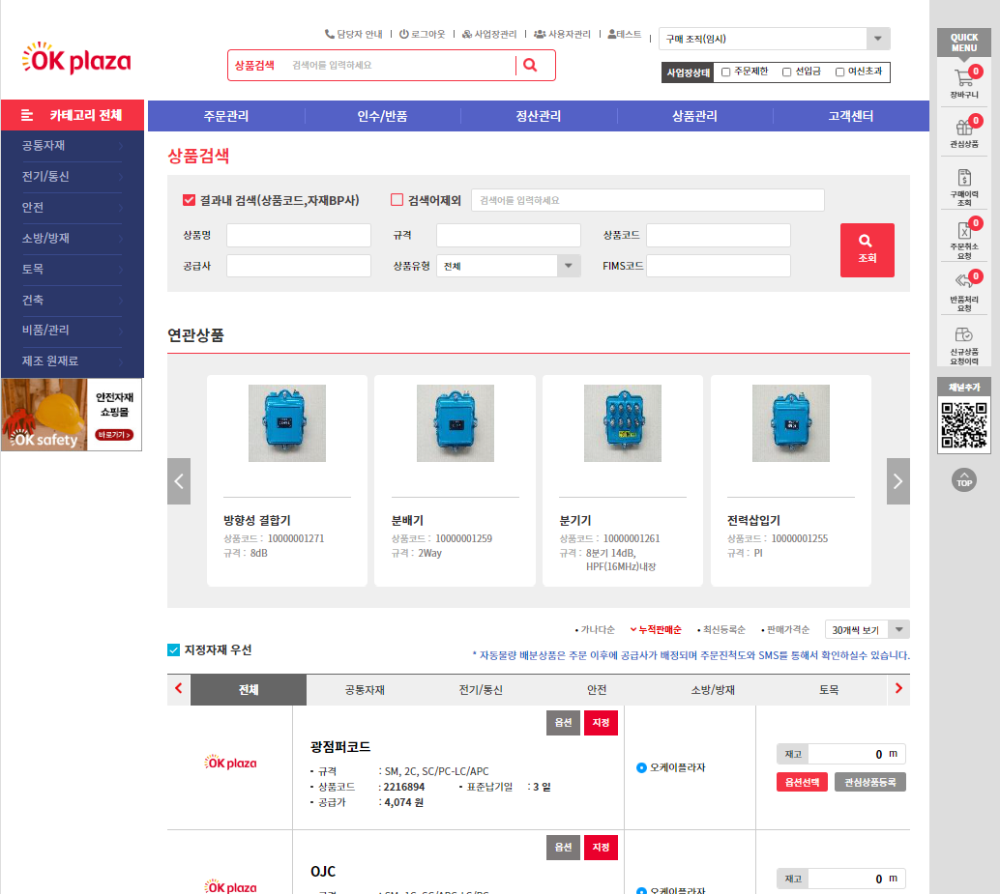 OK plaza
담당자 안내
로그아웃
사업장관리
사용자관리
테스트
구매 조직(임시)
상품검색 검색어를 입력하세요
사업장상태 주문제한 선입금 여신초과
카테고리 전체
주문관리 인수/반품 정산관리 상품관리 고객센터
공통자재
전기/통신
안전
소방/방재
토목
건축
비품/관리
제조 원재료
안전자재
쇼핑몰
바로가기 >
OK safety
상품검색
결과내 검색(상품코드,자재BP사) 검색어제외 검색어를 입력하세요
상품명 규격 상품코드
공급사 상품유형 전체 FIMS코드
조회
연관상품
방향성 결합기
상품코드 : 10000001271
규격 : 8dB
분배기
상품코드 : 10000001259
규격 : 2Way
분기기
상품코드 : 10000001261
규격 : 8분기 14dB,
HPF(16MHz)내장
전력삽입기
상품코드 : 10000001255
규격 : PI
• 가나다순 누적판매순 • 최신등록순 • 판매가격순 30개씩 보기
지정자재 우선
* 자동물량 배분상품은 주문 이후에 공급사가 배정되며 주문진척도와 SMS를 통해서 확인하실수 있습니다.
전체 공통자재 전기/통신 안전 소방/방재 토목
옵션 지정
OK plaza
광점퍼코드
• 규격 : SM, 2C, SC/PC-LC/APC
• 상품코드 : 2216894 • 표준납기일 : 3 일
• 공급가 : 4,074 원
오케이플라자
재고 0 m
옵션선택 관심상품등록
옵션 지정
OK plaza
OJC
오케이플라자
재고 0 m
QUICK
MENU
0
장바구니
0
관심상품
구매이력
조회
0
주문취소
요청
0
반품처리
요청
신규상품
요청이력
채널추가
TOP